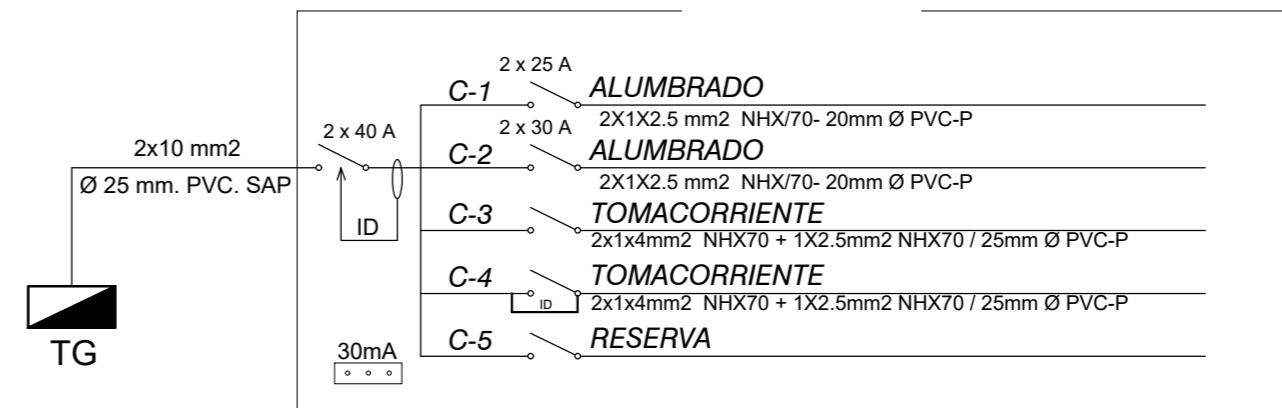 2 x 25 A
C-1 ALUMBRADO
2X1X2.5 mm2 NHX/70- 20mm Ø PVC-P
2 x 40 A
2 x 30 A
2x10 mm2
C-2 ALUMBRADO
Ø 25 mm. PVC. SAP
2X1X2.5 mm2 NHX/70- 20mm Ø PVC-P
C-3 TOMACORRIENTE
ID
2x1x4mm2 NHX70 + 1X2.5mm2 NHX70 / 25mm Ø PVC-P
C-4 TOMACORRIENTE
ID
2x1x4mm2 NHX70 + 1X2.5mm2 NHX70 / 25mm Ø PVC-P
C-5 RESERVA
TG
30mA